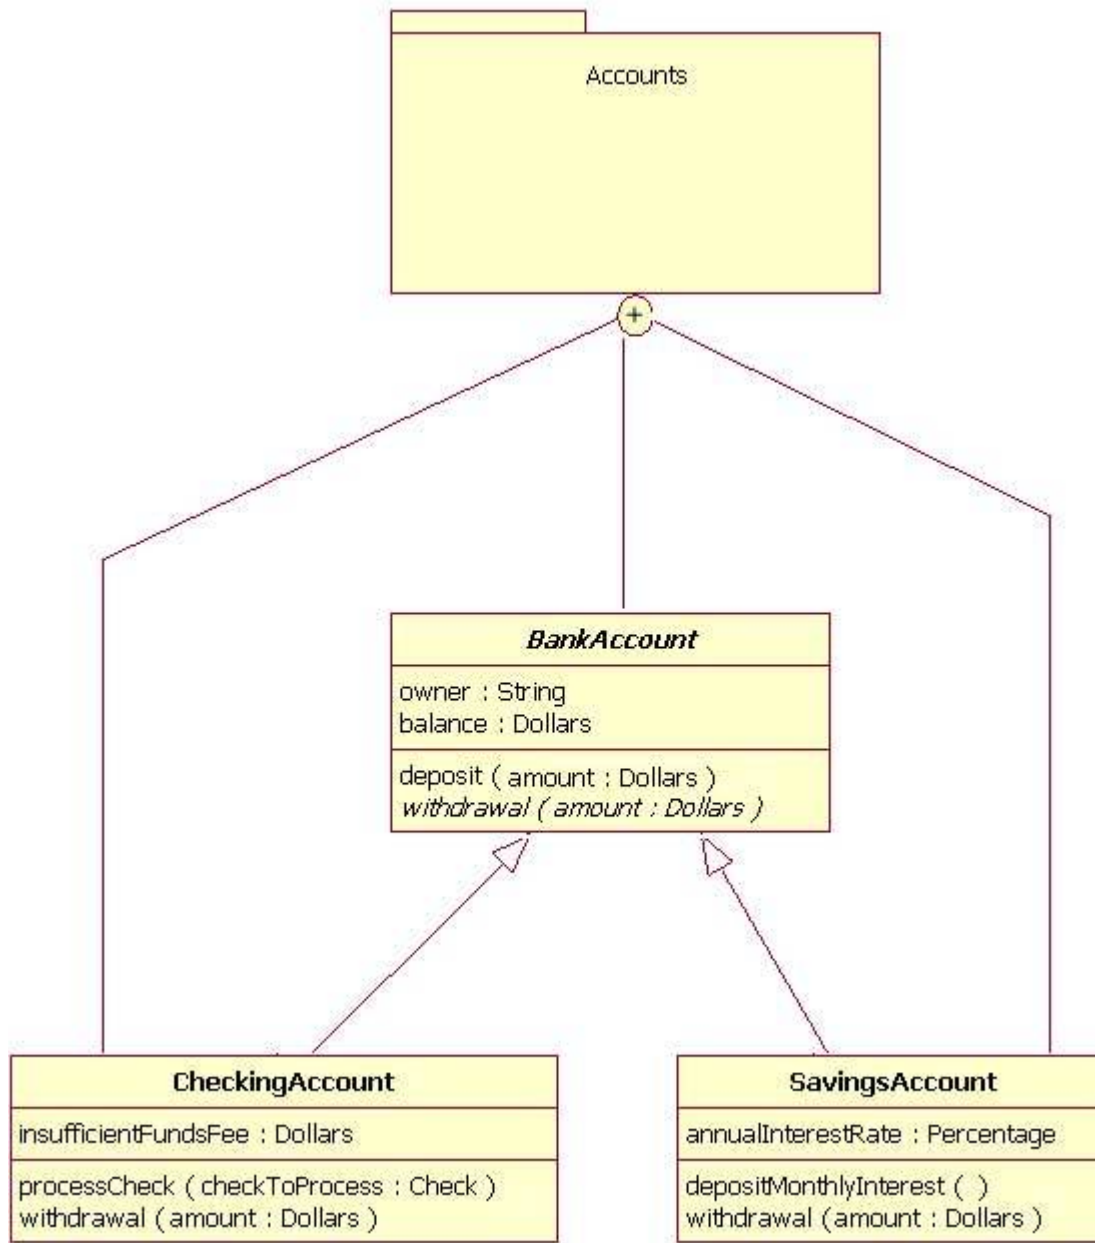 Accounts
+
BankAccount
owner : String
balance : Dollars
deposit ( amount : Dollars )
withdrawal ( amount : Dollars )
CheckingAccount
insufficientFundsFee : Dollars
processCheck ( checkToProcess : Check )
withdrawal ( amount : Dollars )
SavingsAccount
annualInterestRate : Percentage
depositMonthlyInterest ( )
withdrawal ( amount : Dollars )